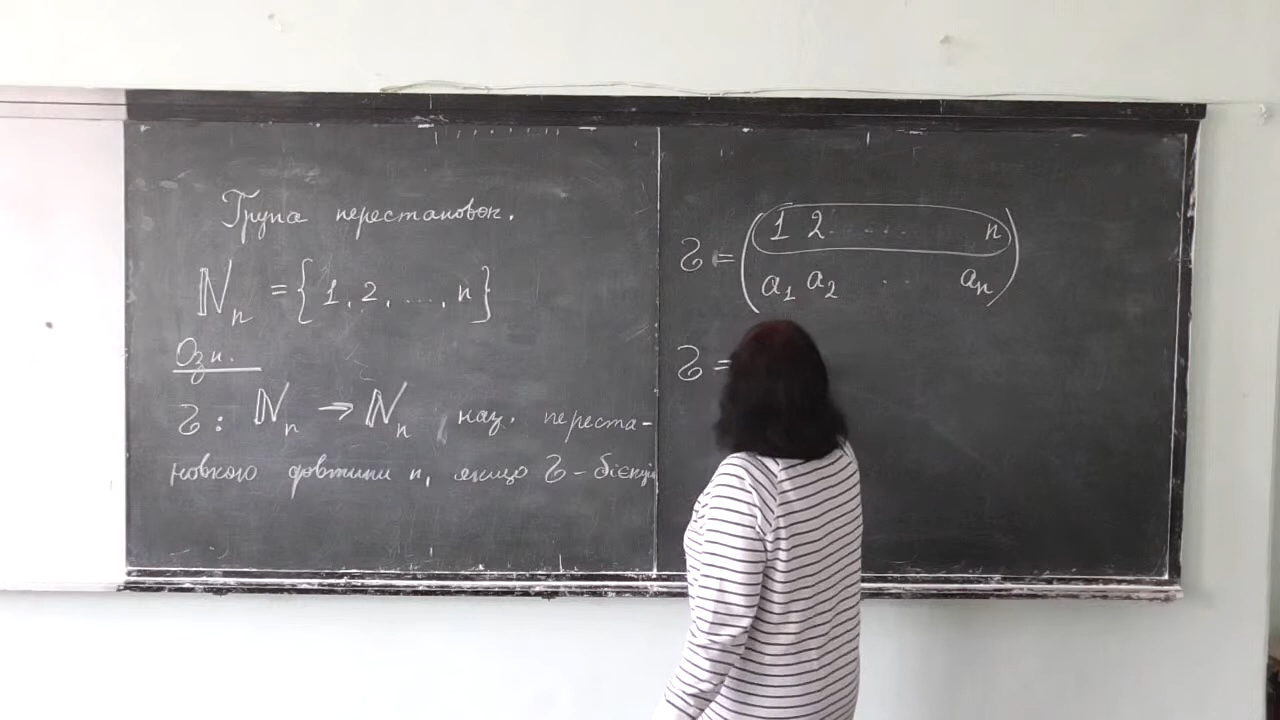 Група перестановок.
ℕₙ = {1, 2, ..., n}
Озн.
τ : ℕₙ → ℕₙ наз. переста-
новкою довжини n, якщо τ - бієкція
τ = ( 1 2 . . . . . n
a₁ a₂ . . aₙ )
τ =